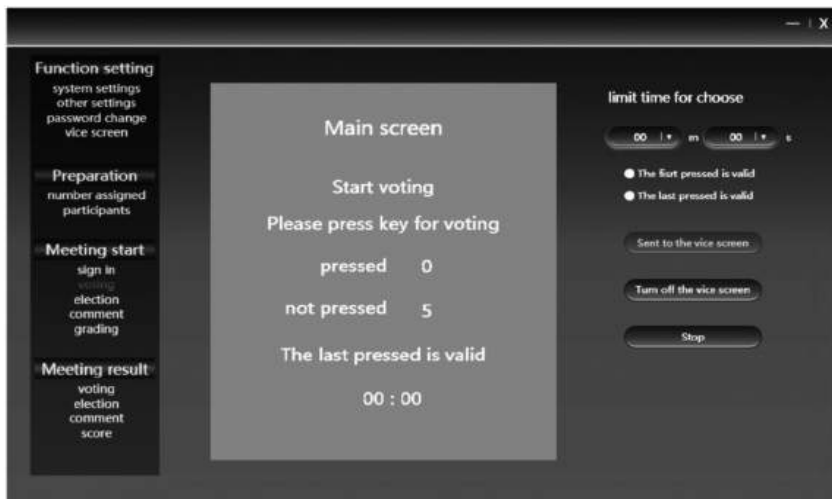 — | X
Function setting
system settings
other settings
password change
vice screen
Preparation
number assigned
participants
Meeting start
sign in
voting
election
comment
grading
Meeting result
voting
election
comment
score
Main screen
Start voting
Please press key for voting
pressed 0
not pressed 5
The last pressed is valid
00 : 00
limit time for choose
00 m 00 s
The fisrt pressed is valid
The last pressed is valid
Sent to the vice screen
Turn off the vice screen
Stop